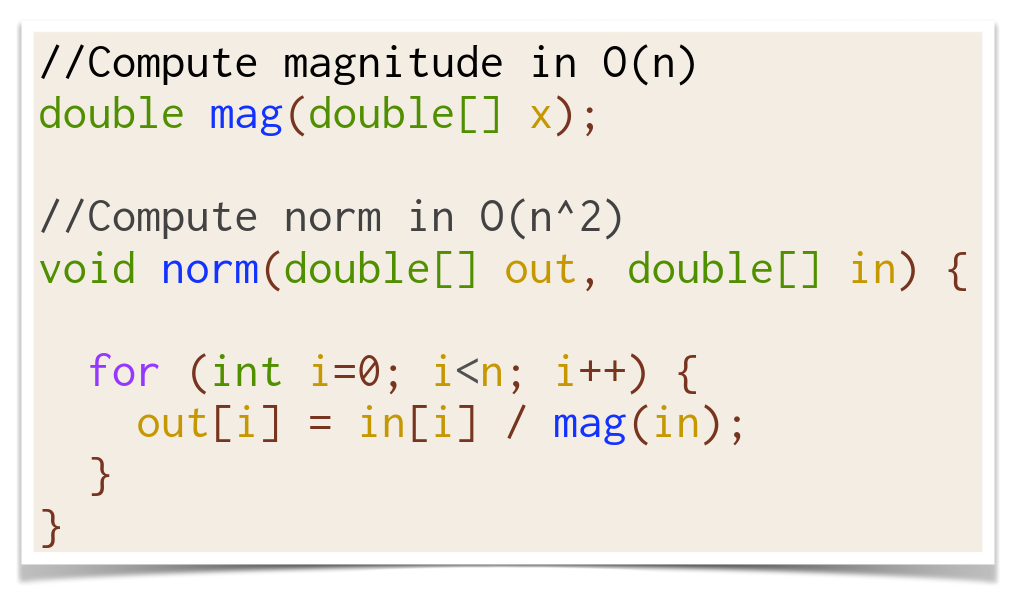 //Compute magnitude in O(n)
double mag(double[] x);
//Compute norm in O(n^2)
void norm(double[] out, double[] in) {
for (int i=0; i<n; i++) {
out[i] = in[i] / mag(in);
}
}